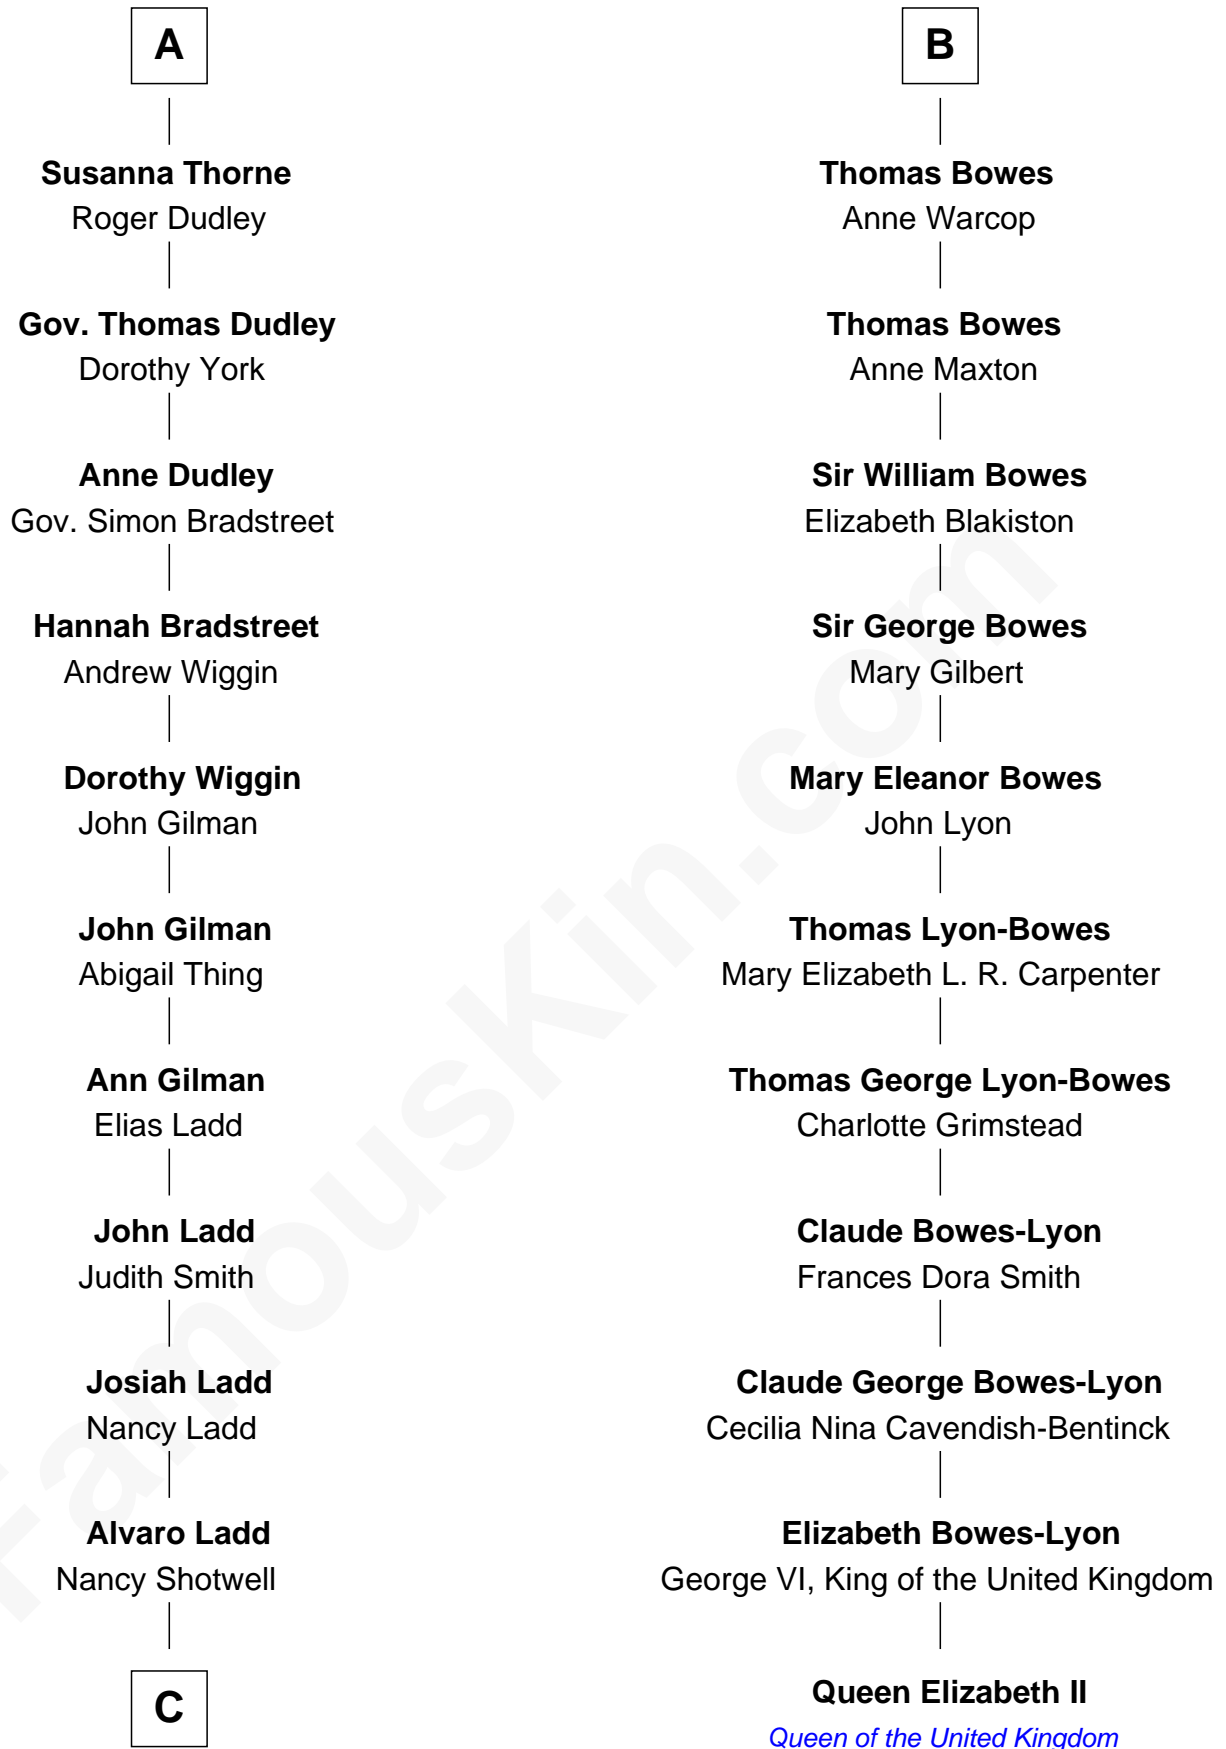 A
Susanna Thorne
Roger Dudley
Gov. Thomas Dudley
Dorothy York
Anne Dudley
Gov. Simon Bradstreet
Hannah Bradstreet
Andrew Wiggin
Dorothy Wiggin
John Gilman
John Gilman
Abigail Thing
Ann Gilman
Elias Ladd
John Ladd
Judith Smith
Josiah Ladd
Nancy Ladd
Alvaro Ladd
Nancy Shotwell
C
B
Thomas Bowes
Anne Warcop
Thomas Bowes
Anne Maxton
Sir William Bowes
Elizabeth Blakiston
Sir George Bowes
Mary Gilbert
Mary Eleanor Bowes
John Lyon
Thomas Lyon-Bowes
Mary Elizabeth L. R. Carpenter
Thomas George Lyon-Bowes
Charlotte Grimstead
Claude Bowes-Lyon
Frances Dora Smith
Claude George Bowes-Lyon
Cecilia Nina Cavendish-Bentinck
Elizabeth Bowes-Lyon
George VI, King of the United Kingdom
Queen Elizabeth II
Queen of the United Kingdom
FamousKin.com